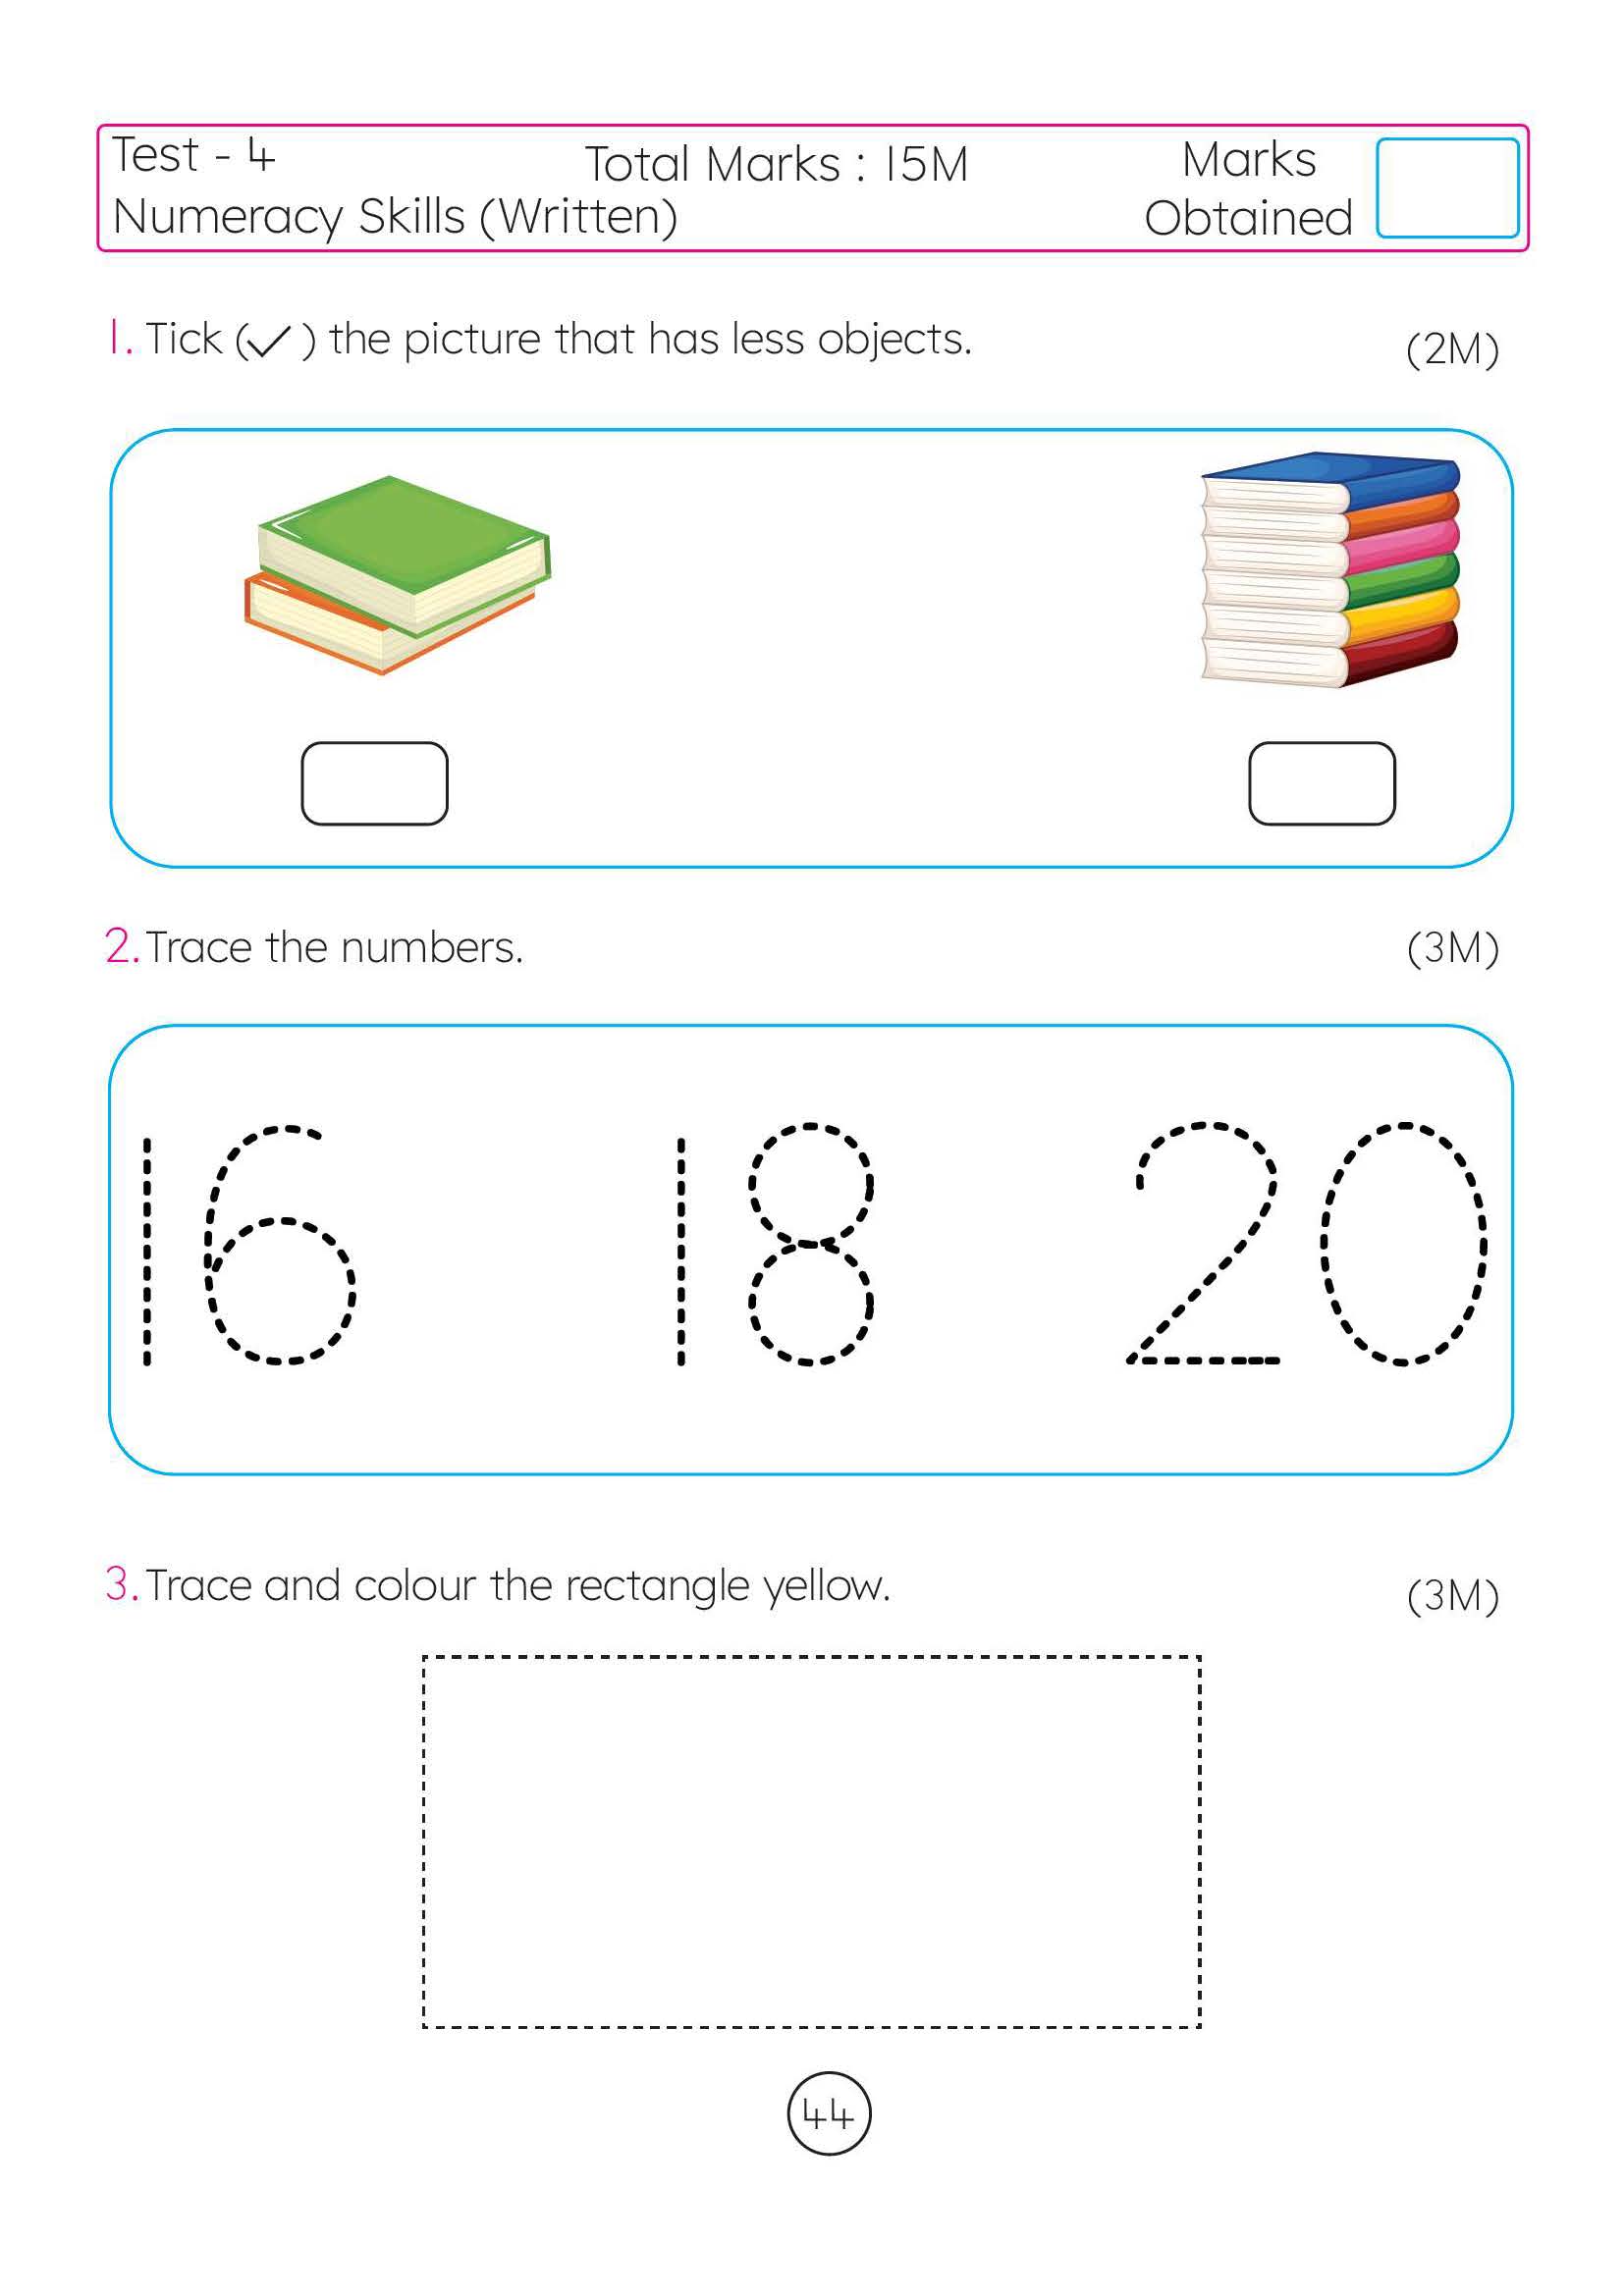 Test - 4
Total Marks : 15M
Marks
Numeracy Skills (Written)
Obtained
1. Tick (✓) the picture that has less objects.
(2M)
2. Trace the numbers.
(3M)
16 18 20
3. Trace and colour the rectangle yellow.
(3M)
44